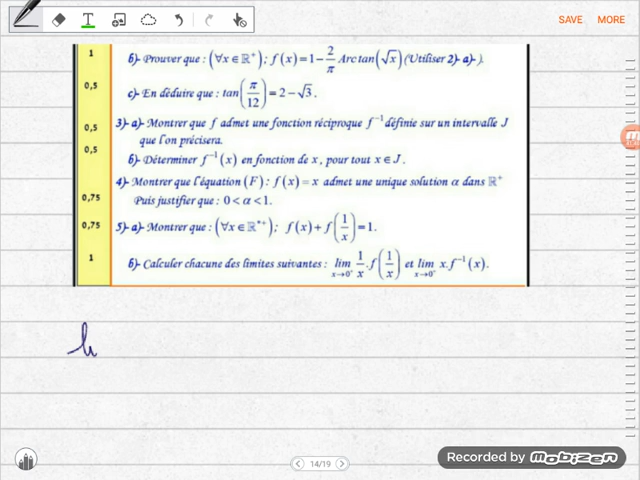 SAVE MORE
1 b)- Prouver que : (∀x ∈ ℝ⁺) ; f(x) = 1 − 2/π Arc tan(√x) (Utiliser 2)- a)- ).
0,5 c)- En déduire que : tan(π/12) = 2 − √3 .
0,5 3)- a)- Montrer que f admet une fonction réciproque f⁻¹ définie sur un intervalle J
que l'on précisera.
0,5 b)- Déterminer f⁻¹(x) en fonction de x, pour tout x ∈ J .
4)- Montrer que l'équation (F) : f(x) = x admet une unique solution α dans ℝ⁺
0,75 Puis justifier que : 0 < α < 1.
0,75 5)- a)- Montrer que : (∀x ∈ ℝ*⁺) ; f(x) + f(1/x) = 1.
1 b)- Calculer chacune des limites suivantes : lim x→0⁺ 1/x . f(1/x) et lim x→0⁺ x.f⁻¹(x).
14/19
Recorded by MOBIZEN